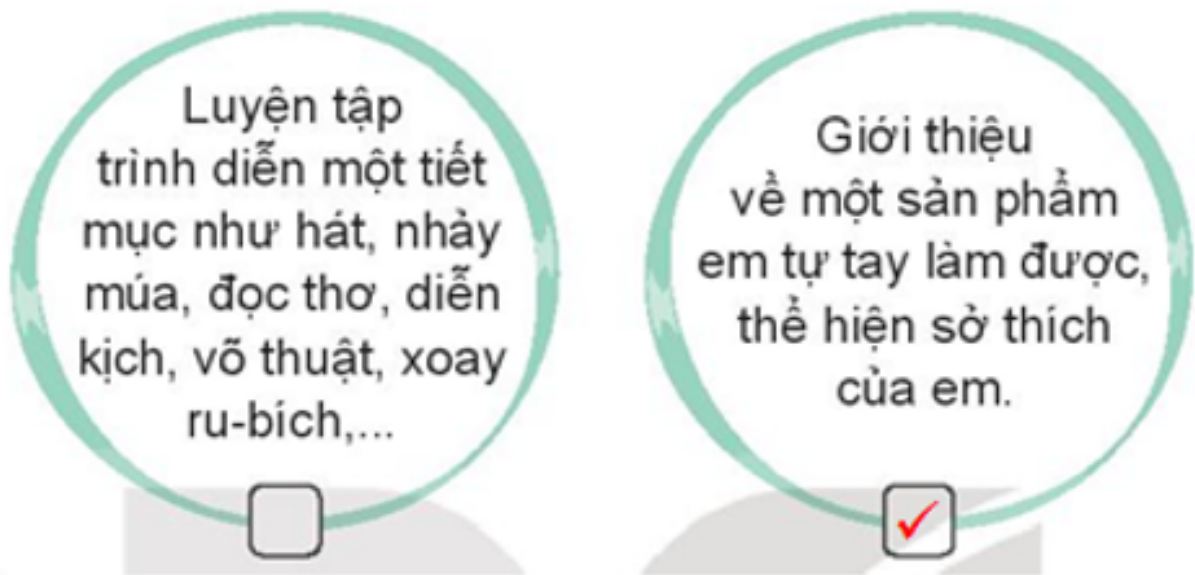 Luyện tập
trình diễn một tiết
mục như hát, nhảy
múa, đọc thơ, diễn
kịch, võ thuật, xoay
ru-bích,...
Giới thiệu
về một sản phẩm
em tự tay làm được,
thể hiện sở thích
của em.